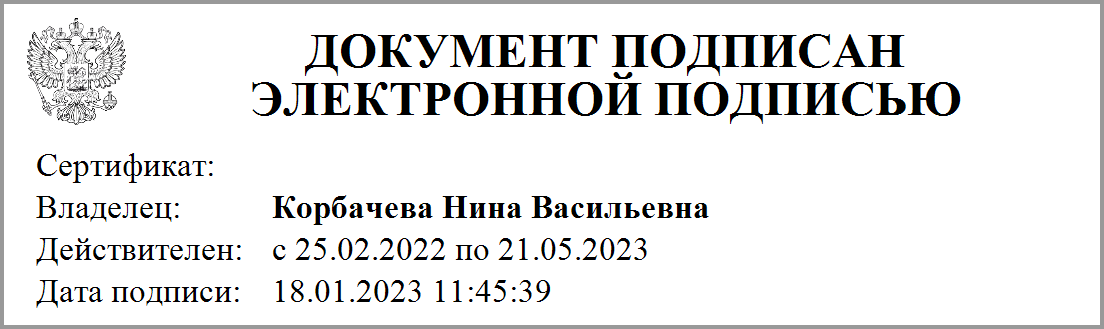 ДОКУМЕНТ ПОДПИСАН
ЭЛЕКТРОННОЙ ПОДПИСЬЮ
Сертификат:
Владелец: Корбачева Нина Васильевна
Действителен: с 25.02.2022 по 21.05.2023
Дата подписи: 18.01.2023 11:45:39